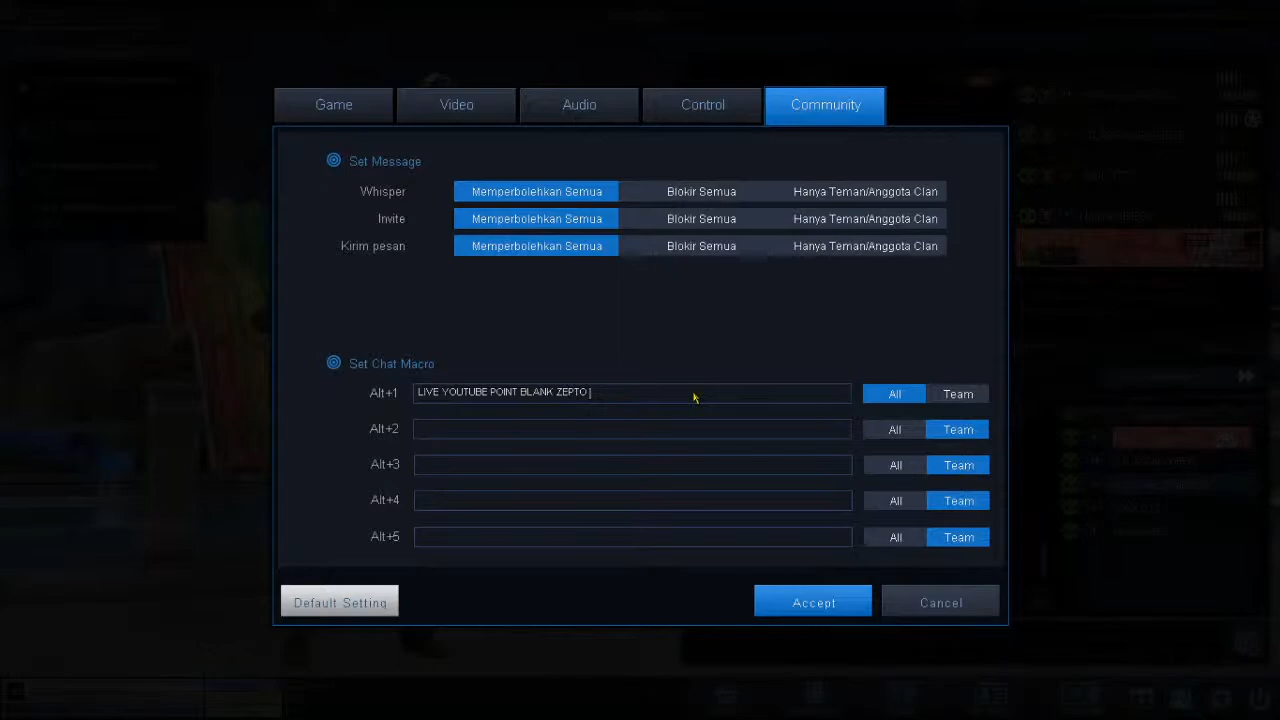 Game Video Audio Control Community
Set Message
Whisper Memperbolehkan Semua Blokir Semua Hanya Teman/Anggota Clan
Invite Memperbolehkan Semua Blokir Semua Hanya Teman/Anggota Clan
Kirim pesan Memperbolehkan Semua Blokir Semua Hanya Teman/Anggota Clan
Set Chat Macro
Alt+1 LIVE YOUTUBE POINT BLANK ZEPTO All Team
Alt+2 All Team
Alt+3 All Team
Alt+4 All Team
Alt+5 All Team
Default Setting Accept Cancel